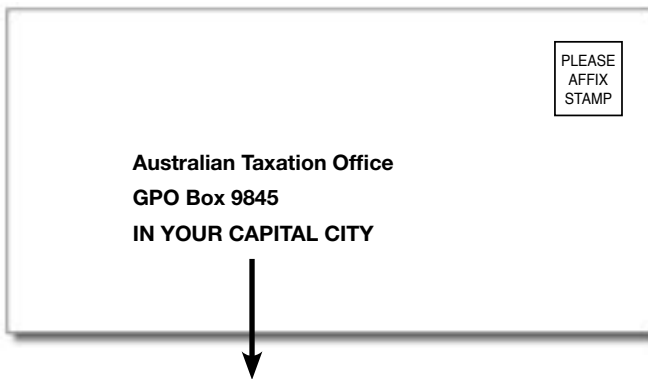 PLEASE
AFFIX
STAMP
Australian Taxation Office
GPO Box 9845
IN YOUR CAPITAL CITY